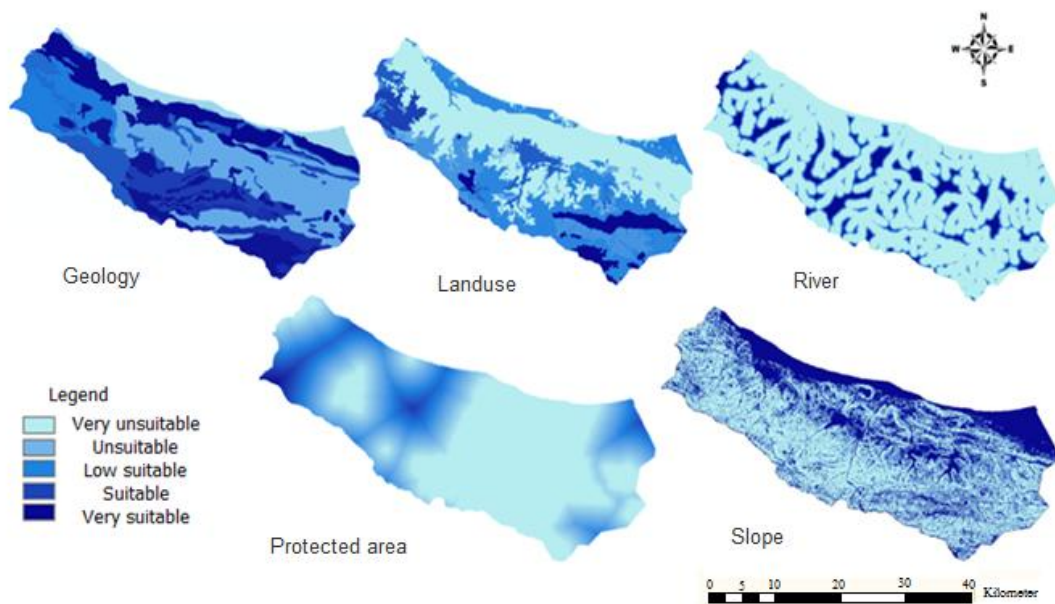 N
W E
S
Geology
Landuse
River
Legend
Very unsuitable
Unsuitable
Low suitable
Suitable
Very suitable
Protected area
Slope
0 5 10 20 30 40 Kilometer